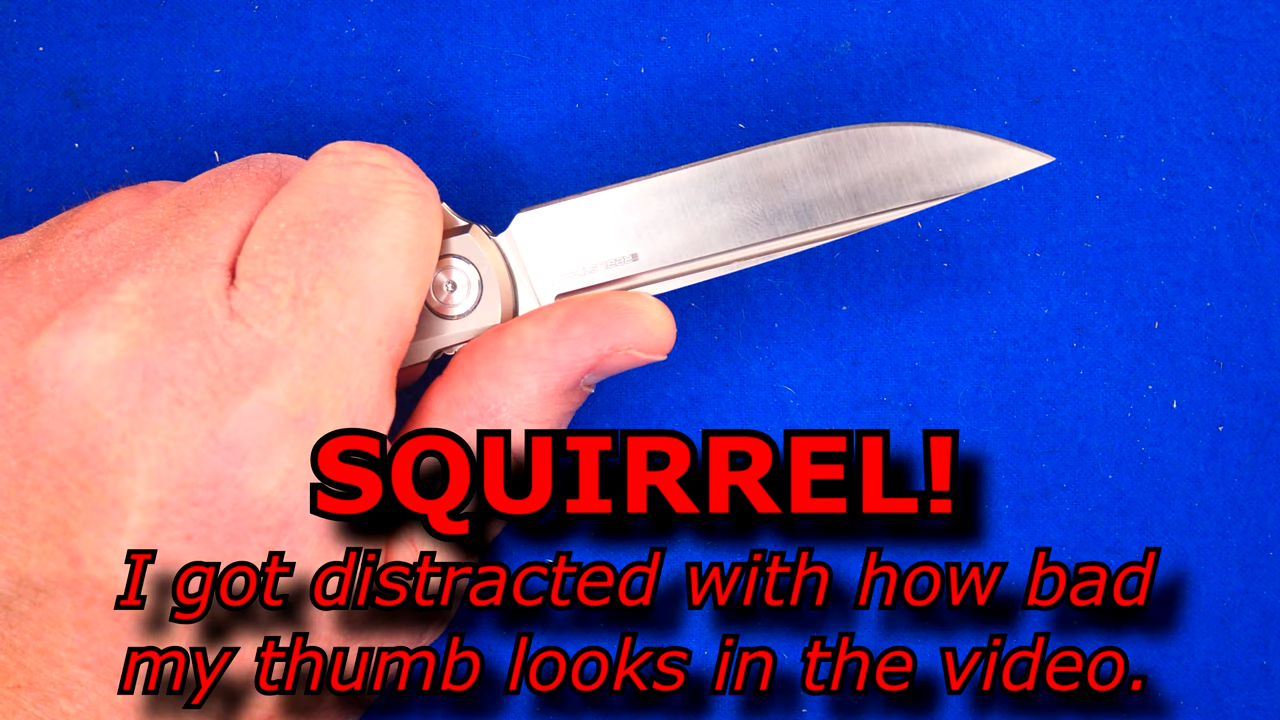 SQUIRREL!
I got distracted with how bad
my thumb looks in the video.